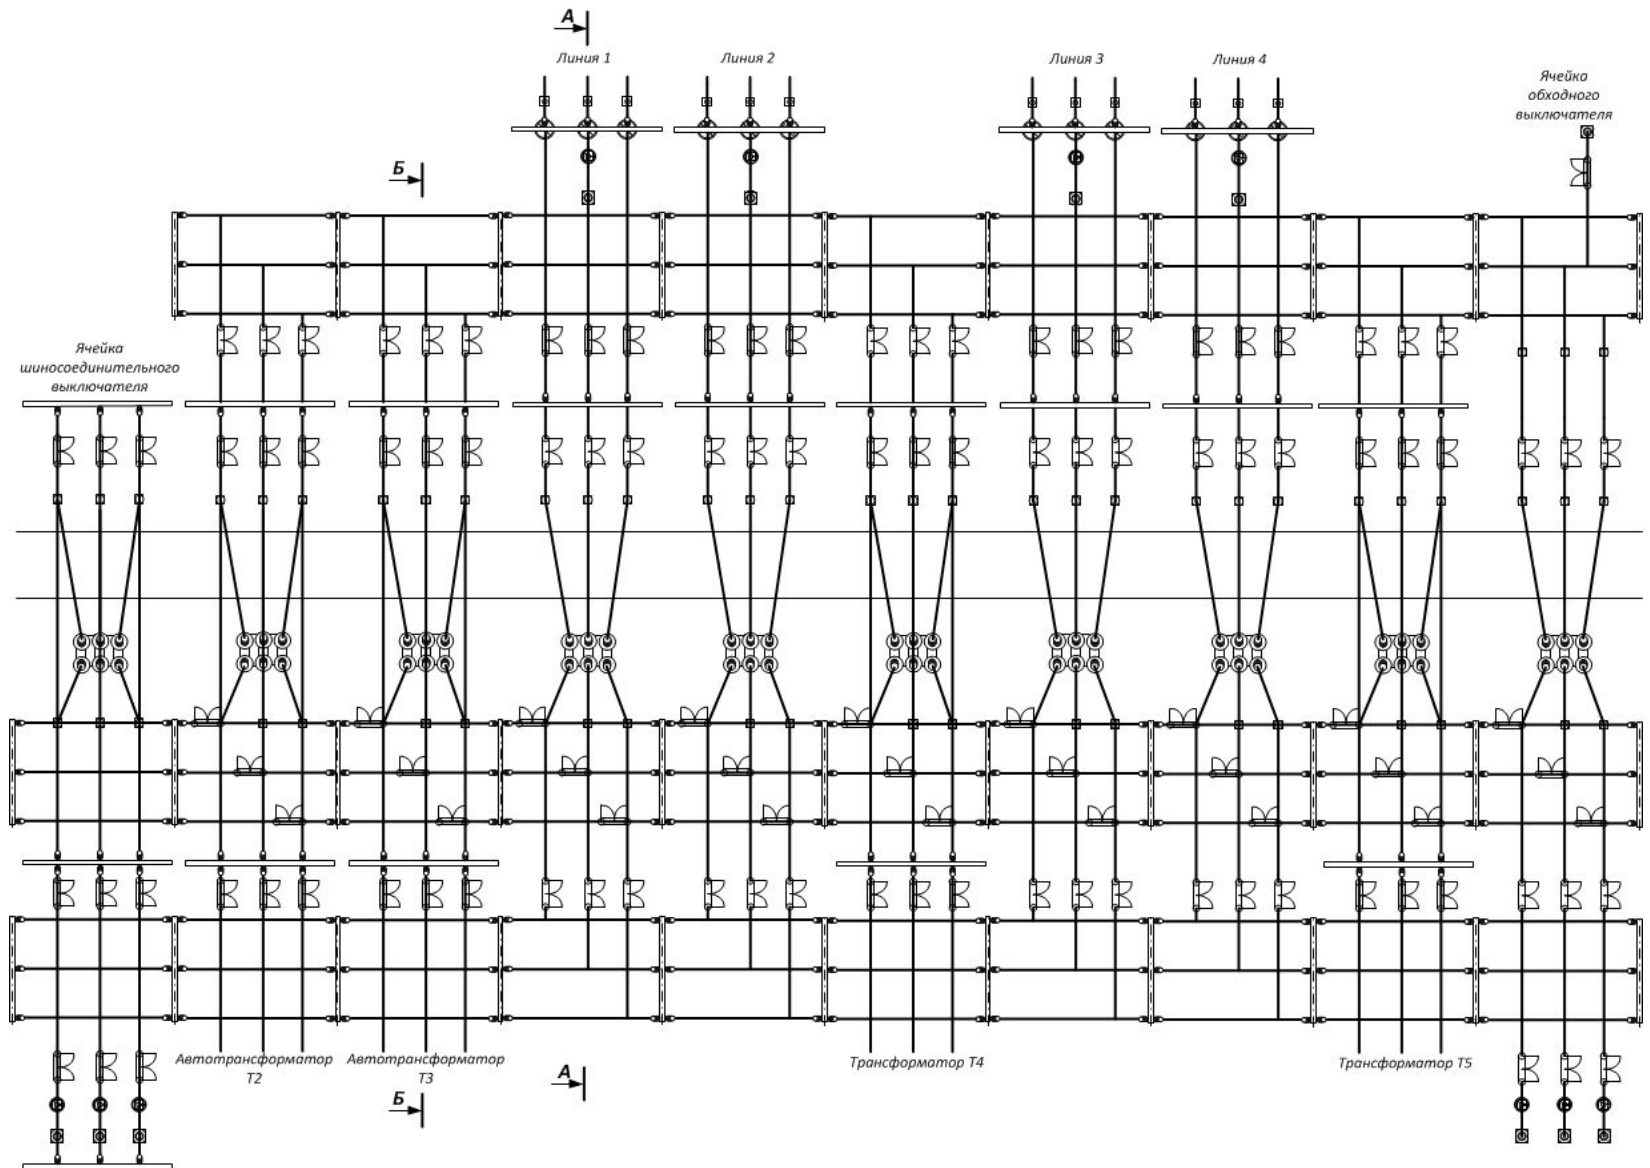 А
Линия 1
Линия 2
Линия 3
Линия 4
Ячейка
обходного
выключателя
Б
Ячейка
шиносоединительного
выключателя
Автотрансформатор
Т2
Автотрансформатор
Т3
Трансформатор Т4
Трансформатор Т5
А
Б